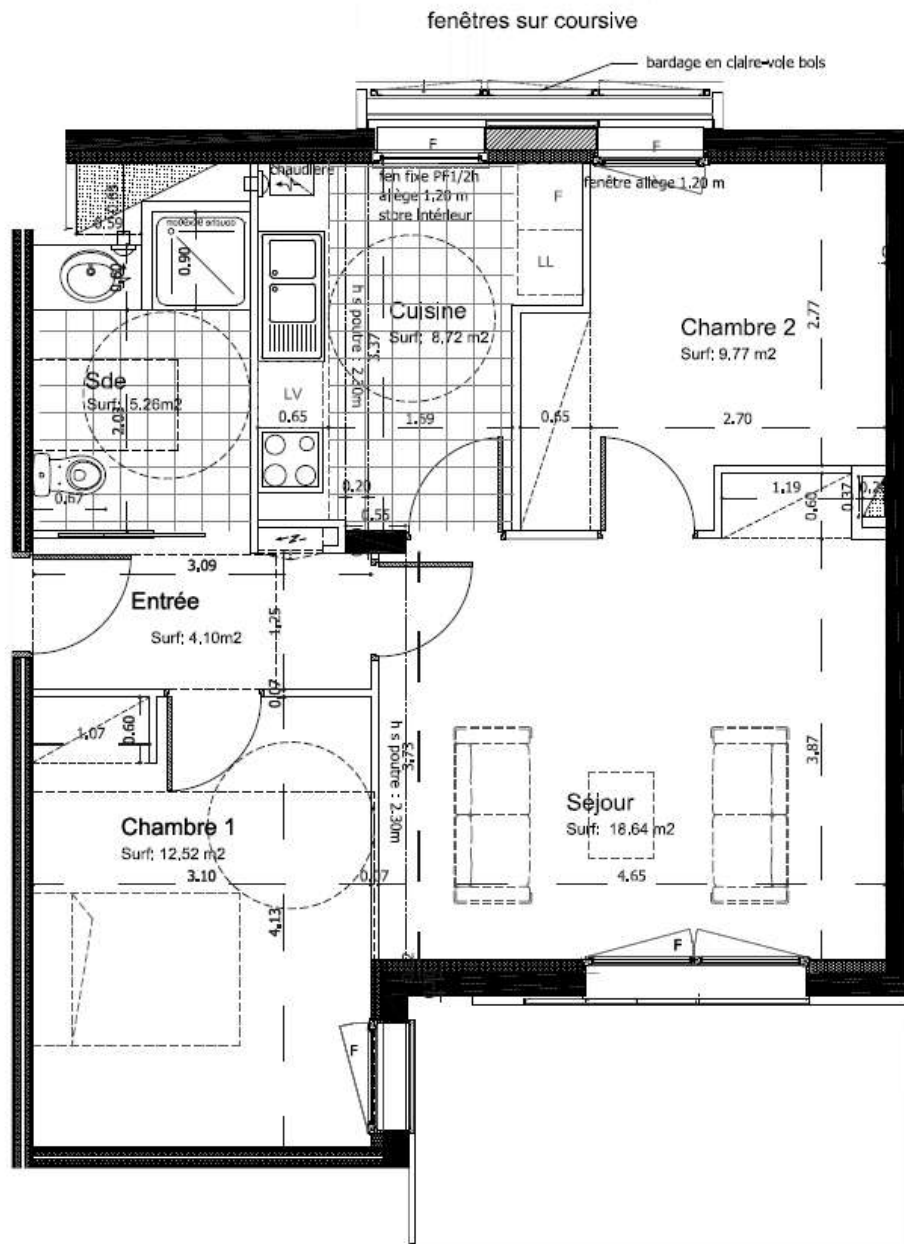 fenêtres sur coursive
bardage en claire-voie bois
F
F
chaudière
fen fixe PF1/2h
allège 1,20 m
store intérieur
fenêtre allège 1.20 m
F
LL
0.59
0.90
0.60
Cuisine
Surf: 8,72 m2
h s poutre : 2.20m
3.27
Chambre 2
Surf: 9.77 m2
2.77
Sde
Surf: 5.26m2
2.03
LV
0.65
1.69
0.65
2.70
0.67
0.20
0.55
1.19
0.60
0.37
3.09
Entrée
Surf: 4.10m2
1.25
0.07
1.07
0.60
h s poutre : 2.30m
3.73
3.87
Chambre 1
Surf: 12.52 m2
3.10
0.07
4.13
Séjour
Surf: 18.64 m2
4.65
F
F